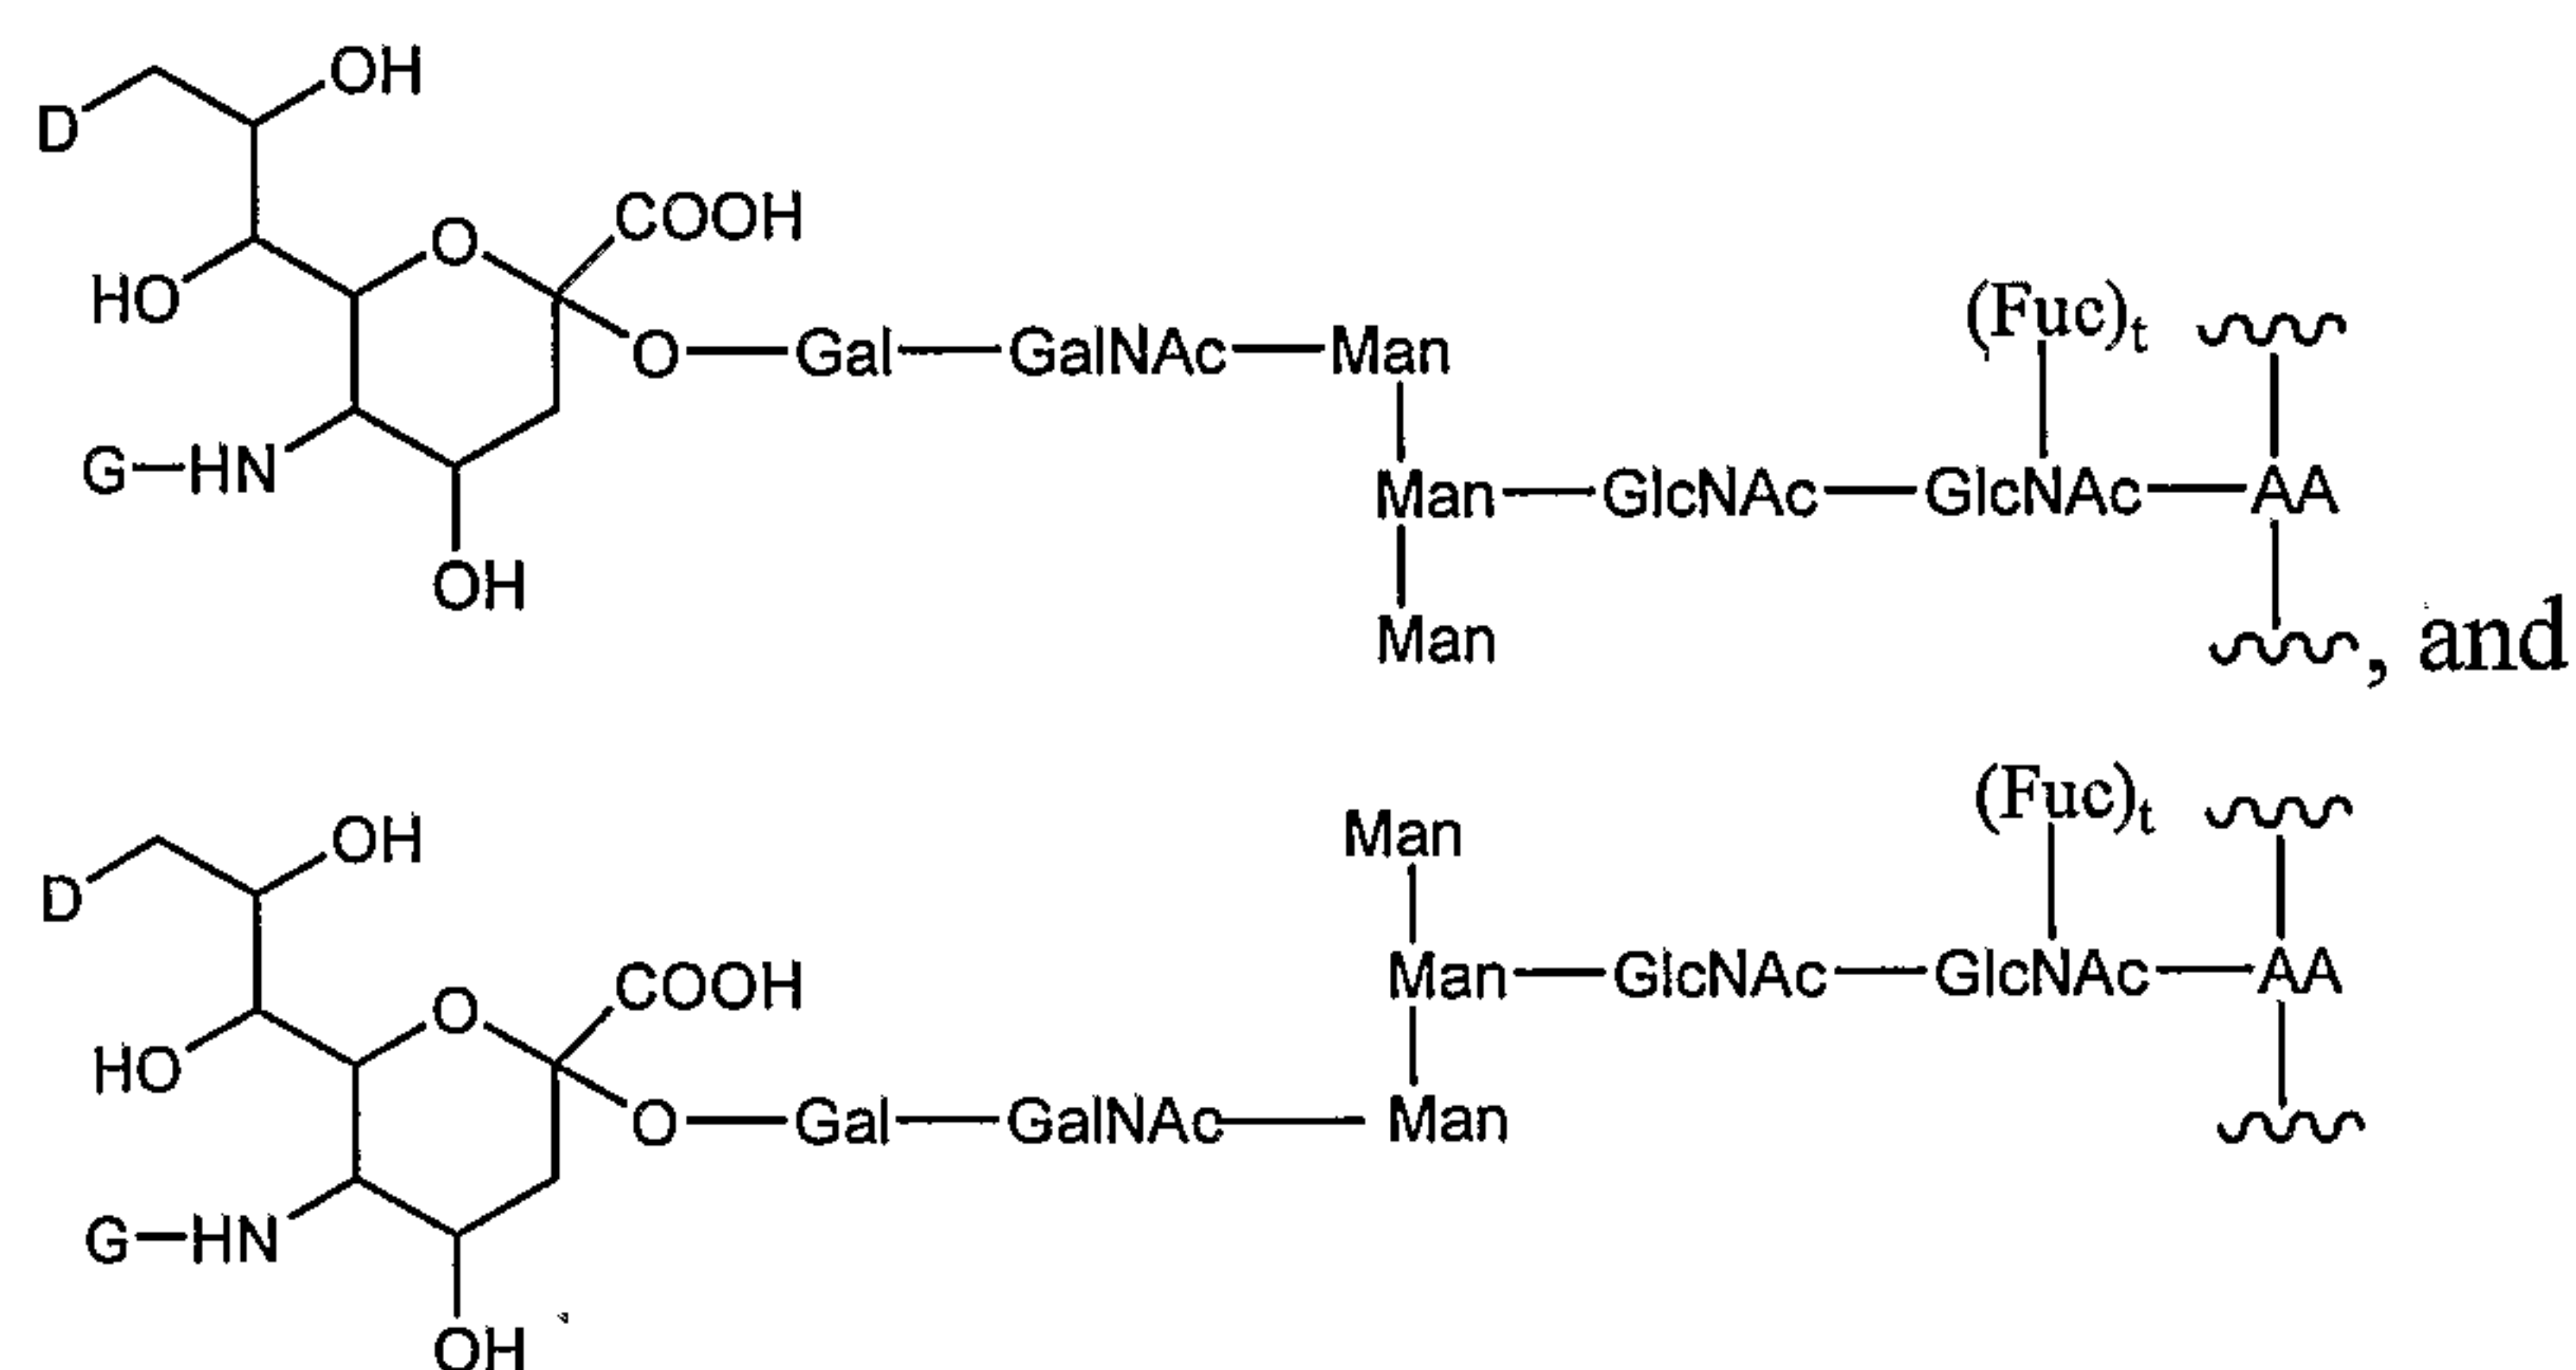 OH
D
COOH
O
HO
(Fuc)t
O—Gal—GalNAc—Man
G—HN
Man—GlcNAc—GlcNAc—AA
OH
Man
, and
(Fuc)t
OH
Man
D
COOH
Man—GlcNAc—GlcNAc—AA
O
HO
O—Gal—GalNAc—Man
G—HN
OH